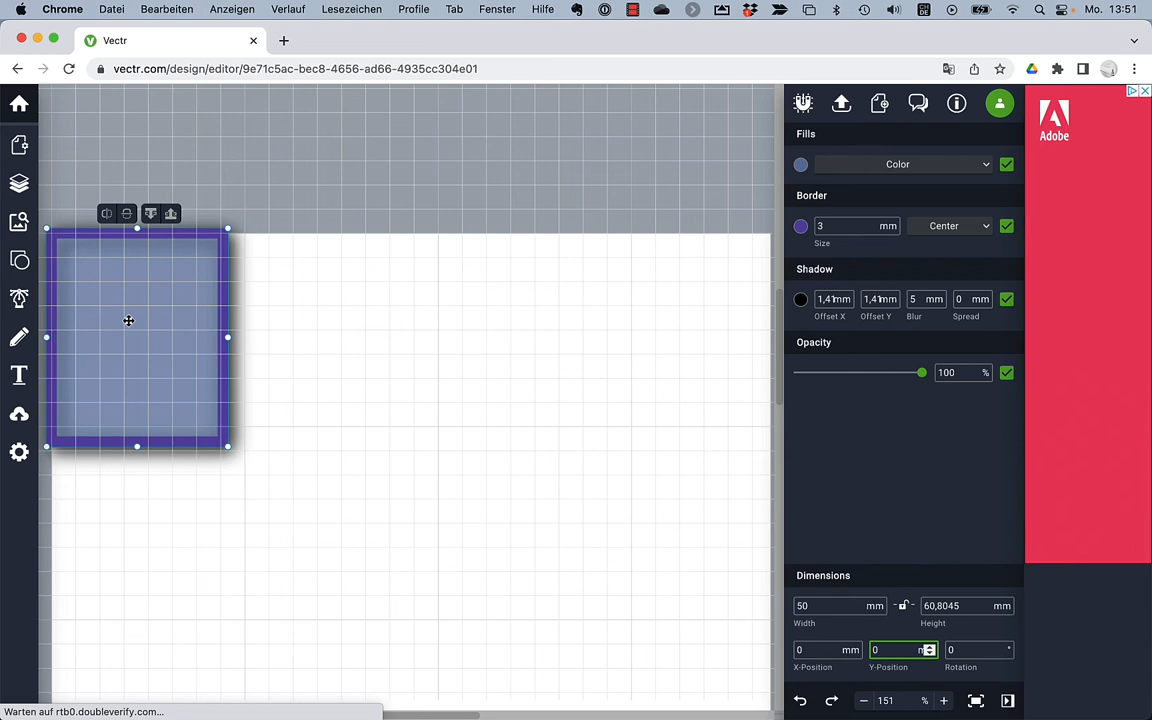 Chrome Datei Bearbeiten Anzeigen Verlauf Lesezeichen Profile Tab Fenster Hilfe CH DE Mo. 13:51
Vectr
vectr.com/design/editor/9e71c5ac-bec8-4656-ad66-4935cc304e01
Adobe
Fills
Color
Border
3 mm Center
Size
Shadow
1,41mm 1,41mm 5 mm 0 mm
Offset X Offset Y Blur Spread
Opacity
100 %
Dimensions
50 mm 60,8045 mm
Width Height
0 mm 0 0 °
X-Position Y-Position Rotation
151 %
Warten auf rtb0.doubleverify.com...